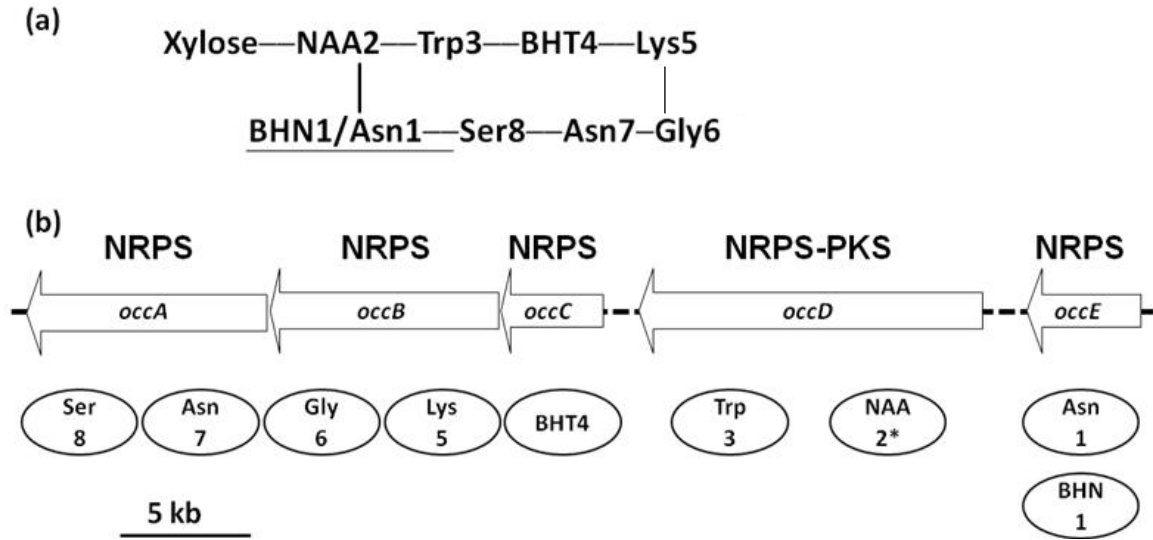 (a)
Xylose—NAA2—Trp3—BHT4—Lys5
BHN1/Asn1—Ser8—Asn7—Gly6
(b)
NRPS NRPS NRPS NRPS-PKS NRPS
occA occB occC occD occE
Ser Asn Gly Lys BHT4 Trp NAA Asn
8 7 6 5 3 2* 1
BHN
1
5 kb